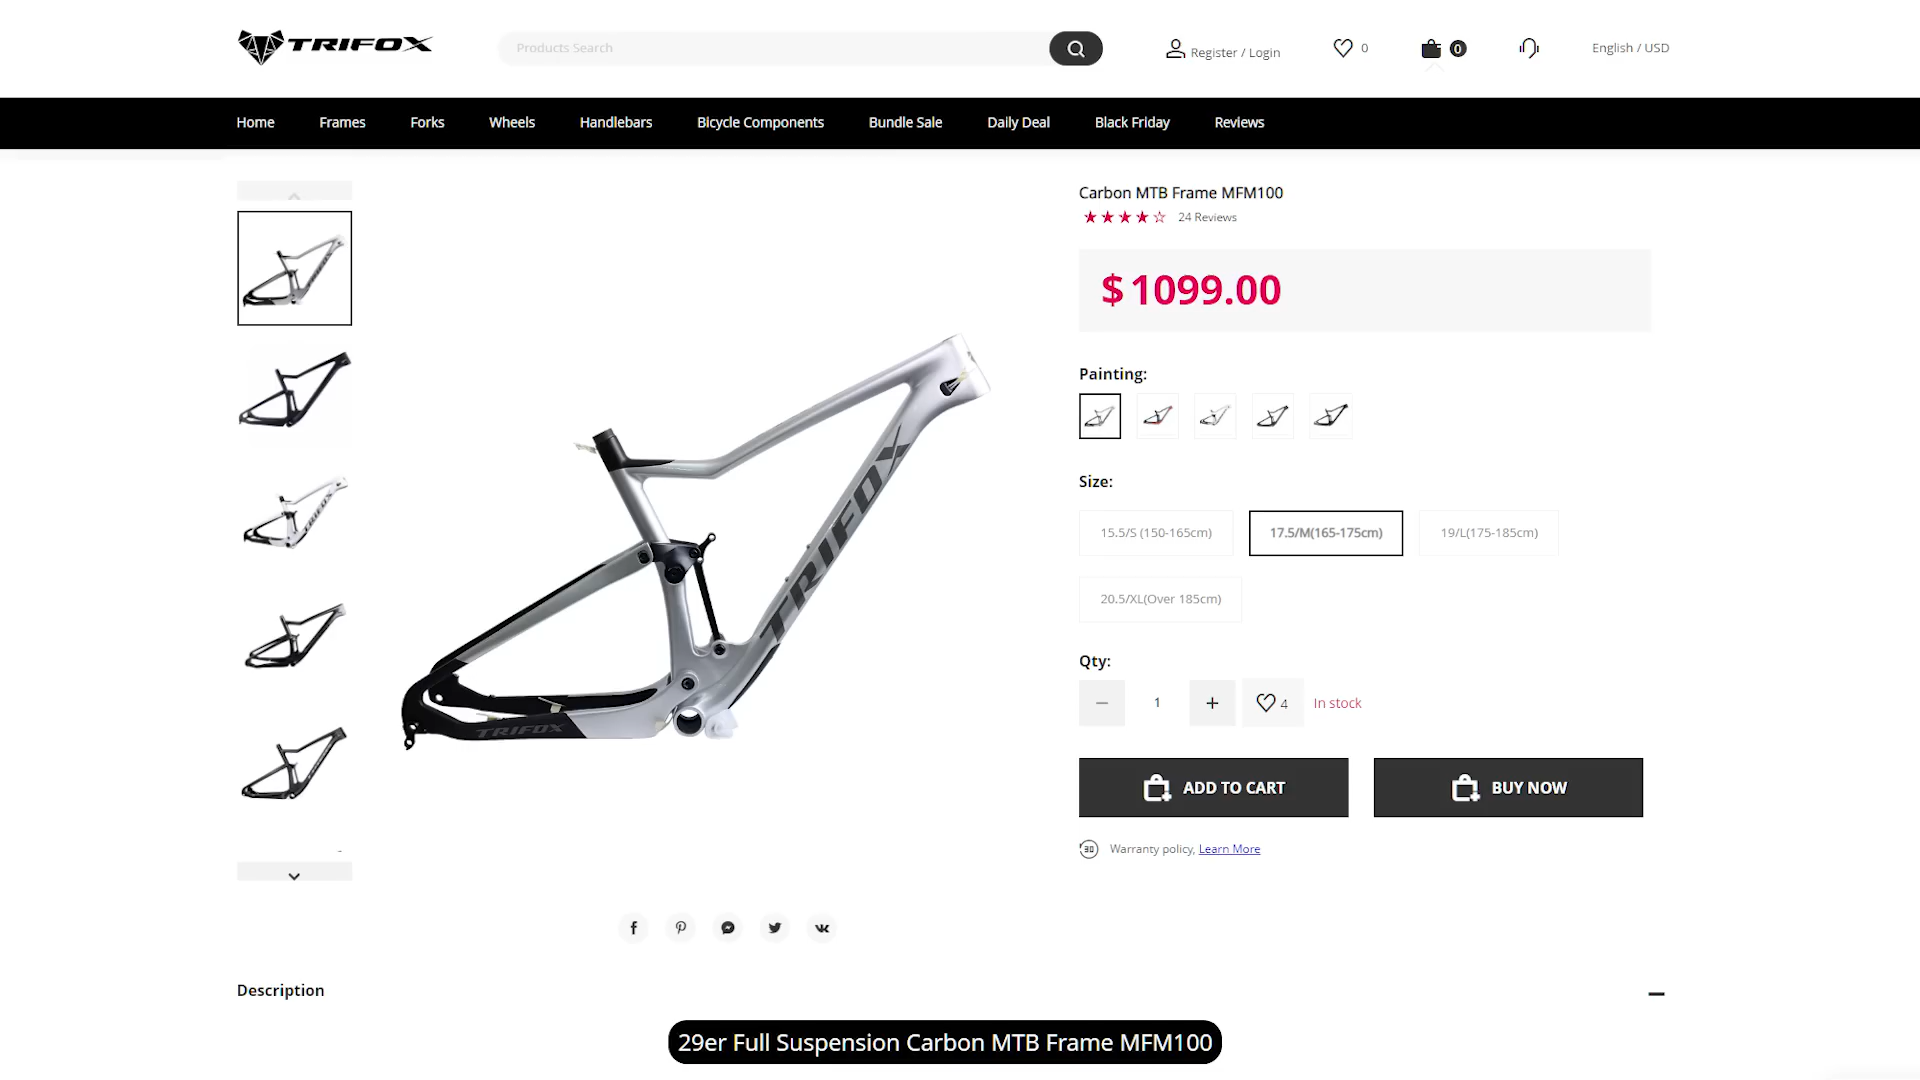 TRIFOX
Products Search
Register / Login
0
0
English / USD
Home Frames Forks Wheels Handlebars Bicycle Components Bundle Sale Daily Deal Black Friday Reviews
Carbon MTB Frame MFM100
★★★★☆ 24 Reviews
$ 1099.00
Painting:
Size:
15.5/S (150-165cm) 17.5/M(165-175cm) 19/L(175-185cm)
20.5/XL(Over 185cm)
Qty:
− 1 + 4 In stock
ADD TO CART BUY NOW
30 Warranty policy, Learn More
TRIFOX
TRIFOX
Description
29er Full Suspension Carbon MTB Frame MFM100